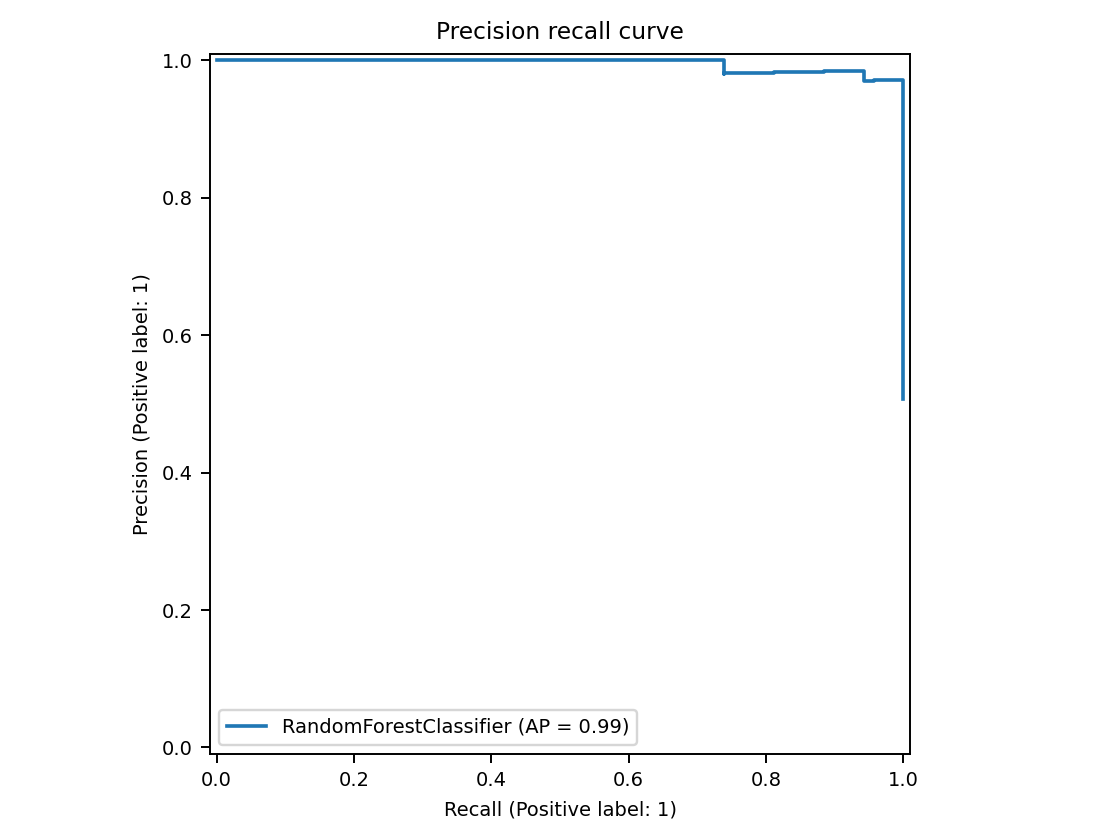 Precision recall curve
1.0
0.8
0.6
0.4
0.2
0.0
Precision (Positive label: 1)
RandomForestClassifier (AP = 0.99)
0.0 0.2 0.4 0.6 0.8 1.0
Recall (Positive label: 1)